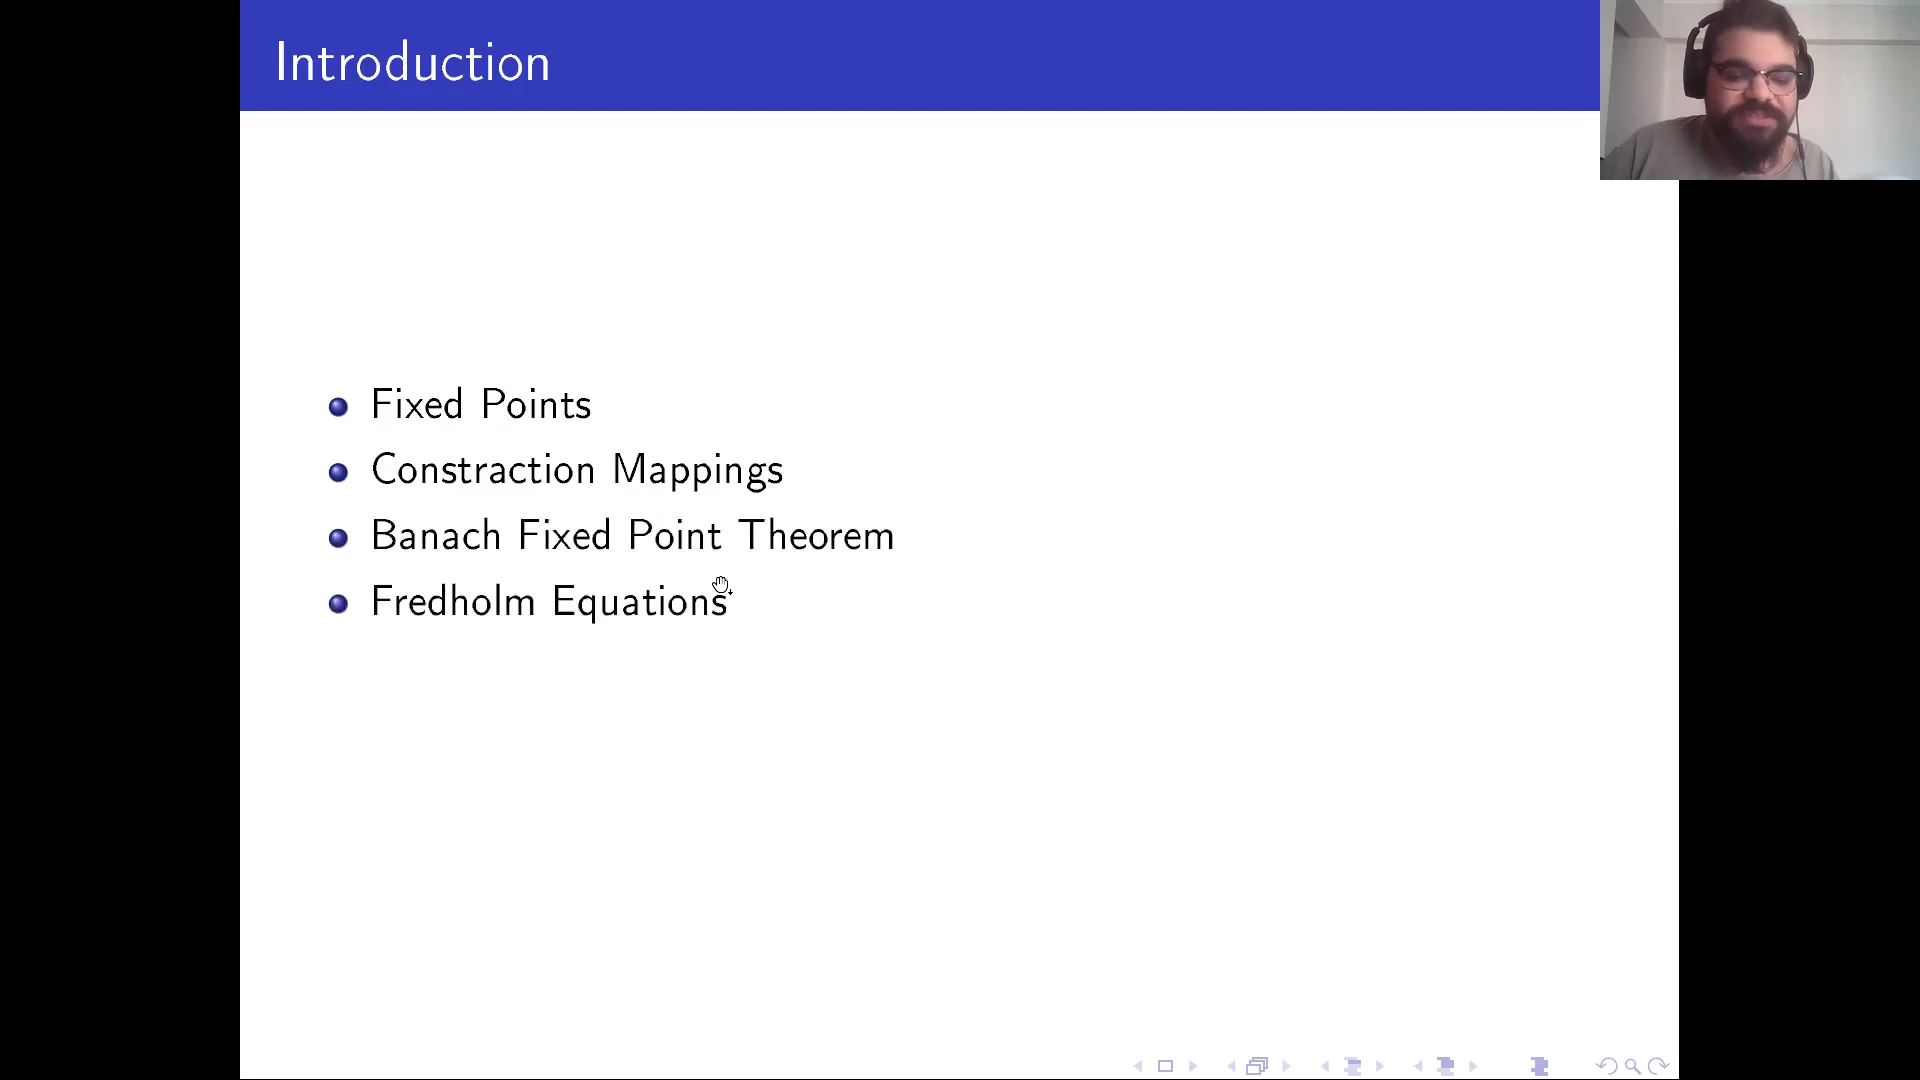 Introduction
Fixed Points
Constraction Mappings
Banach Fixed Point Theorem
Fredholm Equations